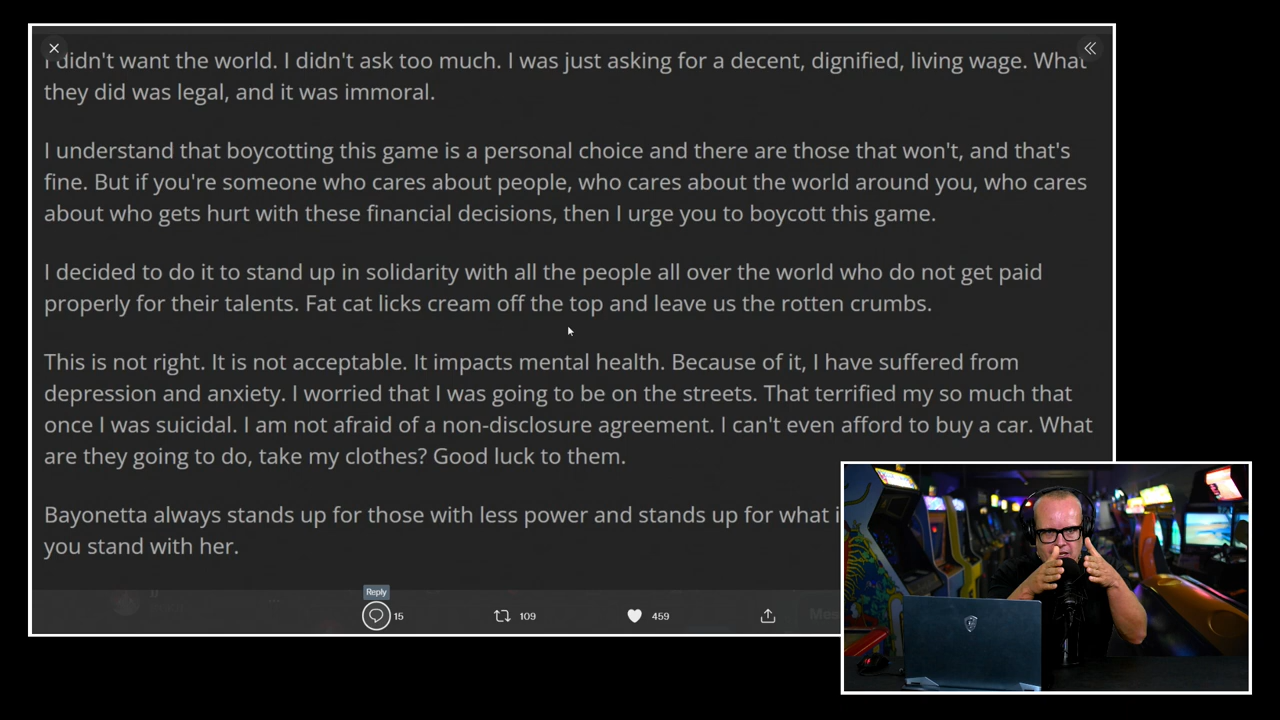 I didn't want the world. I didn't ask too much. I was just asking for a decent, dignified, living wage. What
they did was legal, and it was immoral.
I understand that boycotting this game is a personal choice and there are those that won't, and that's
fine. But if you're someone who cares about people, who cares about the world around you, who cares
about who gets hurt with these financial decisions, then I urge you to boycott this game.
I decided to do it to stand up in solidarity with all the people all over the world who do not get paid
properly for their talents. Fat cat licks cream off the top and leave us the rotten crumbs.
This is not right. It is not acceptable. It impacts mental health. Because of it, I have suffered from
depression and anxiety. I worried that I was going to be on the streets. That terrified my so much that
once I was suicidal. I am not afraid of a non-disclosure agreement. I can't even afford to buy a car. What
are they going to do, take my clothes? Good luck to them.
Bayonetta always stands up for those with less power and stands up for what i
you stand with her.
Reply
15 109 459